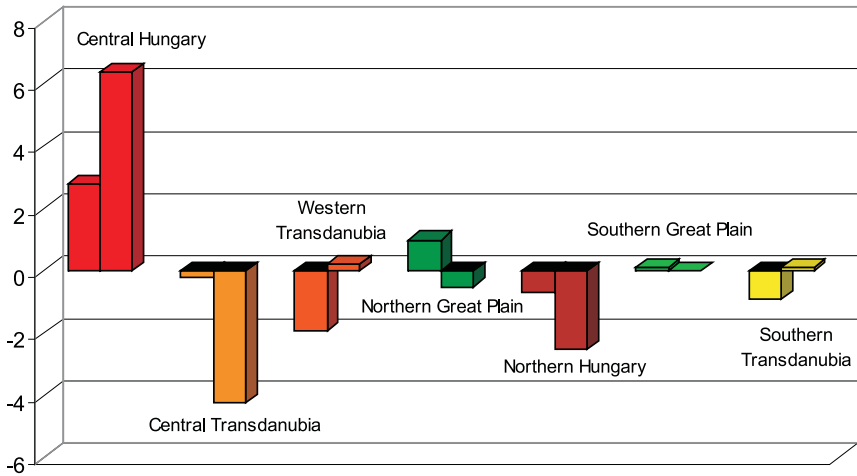 8
Central Hungary
6
4
2
Western
Transdanubia
Southern Great Plain
0
Northern Great Plain
Southern
Transdanubia
-2
Northern Hungary
-4
Central Transdanubia
-6